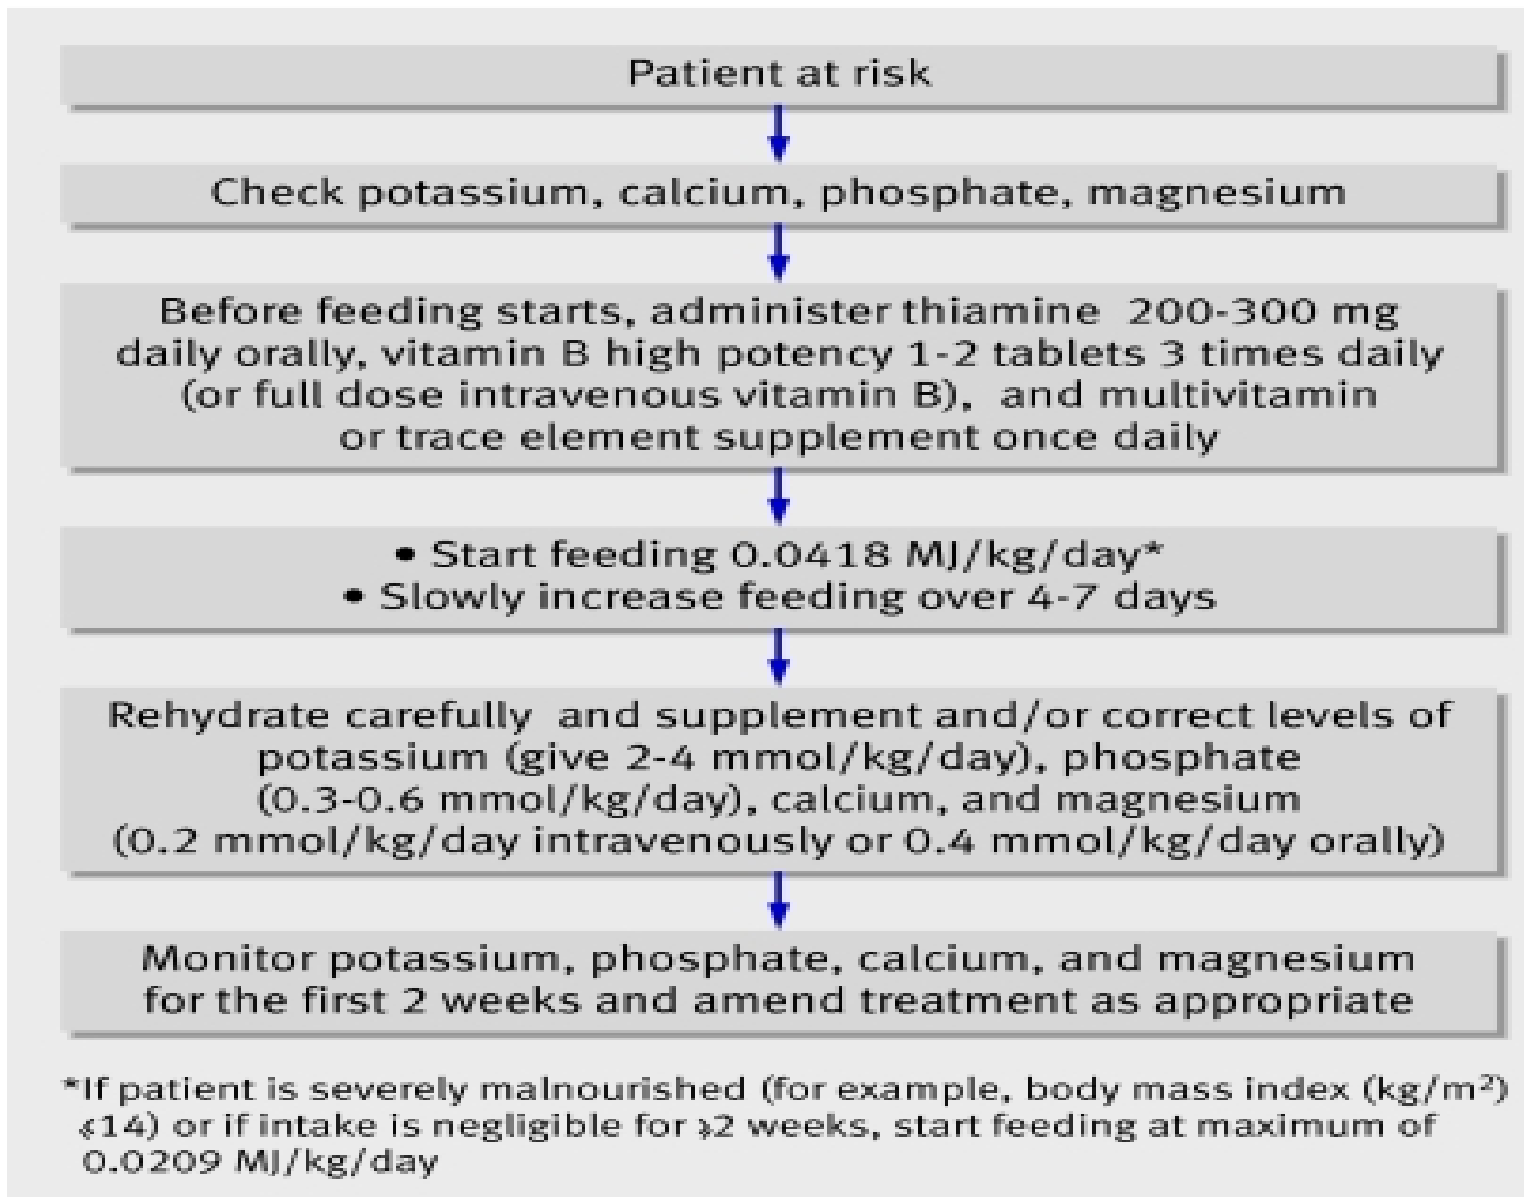 Patient at risk
Check potassium, calcium, phosphate, magnesium
Before feeding starts, administer thiamine 200-300 mg
daily orally, vitamin B high potency 1-2 tablets 3 times daily
(or full dose intravenous vitamin B), and multivitamin
or trace element supplement once daily
• Start feeding 0.0418 MJ/kg/day*
• Slowly increase feeding over 4-7 days
Rehydrate carefully and supplement and/or correct levels of
potassium (give 2-4 mmol/kg/day), phosphate
(0.3-0.6 mmol/kg/day), calcium, and magnesium
(0.2 mmol/kg/day intravenously or 0.4 mmol/kg/day orally)
Monitor potassium, phosphate, calcium, and magnesium
for the first 2 weeks and amend treatment as appropriate
*If patient is severely malnourished (for example, body mass index (kg/m²)
≤14) or if intake is negligible for ≥2 weeks, start feeding at maximum of
0.0209 MJ/kg/day